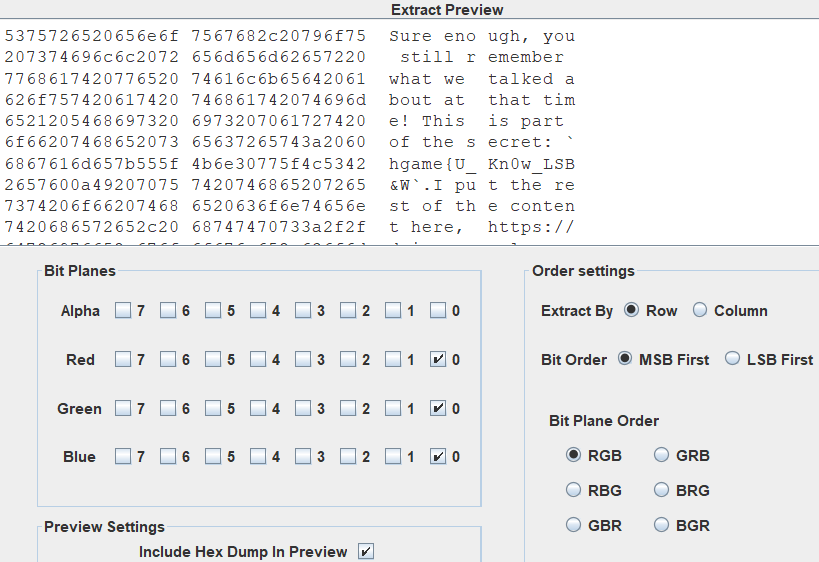 Extract Preview
5375726520656e6f 7567682c20796f75 Sure eno ugh, you
207374696c6c2072 656d656d62657220 still r emember
7768617420776520 74616c6b65642061 what we talked a
626f757420617420 746861742074696d bout at that tim
6521205468697320 6973207061727420 e! This is part
6f66207468652073 65637265743a2060 of the s ecret: `
6867616d657b555f 4b6e30775f4c5342 hgame{U_ Kn0w_LSB
2657600a49207075 7420746865207265 &W`.I pu t the re
7374206f66207468 6520636f6e74656e st of th e conten
7420686572652c20 68747470733a2f2f t here, https://
Bit Planes
Alpha 7 6 5 4 3 2 1 0
Red 7 6 5 4 3 2 1 0
Green 7 6 5 4 3 2 1 0
Blue 7 6 5 4 3 2 1 0
Preview Settings
Include Hex Dump In Preview
Order settings
Extract By Row Column
Bit Order MSB First LSB First
Bit Plane Order
RGB GRB
RBG BRG
GBR BGR